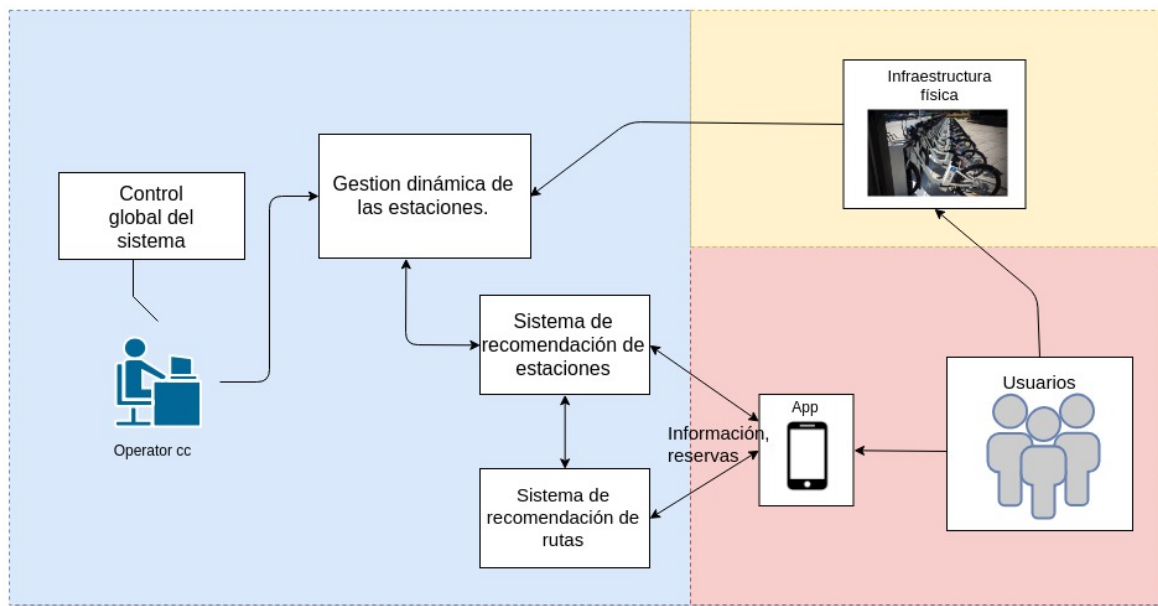 Infraestructura
física
Gestion dinámica de
las estaciones.
Control
global del
sistema
Sistema de
recomendación de
estaciones
Operator cc
App
Información,
reservas
Usuarios
Sistema de
recomendación de
rutas